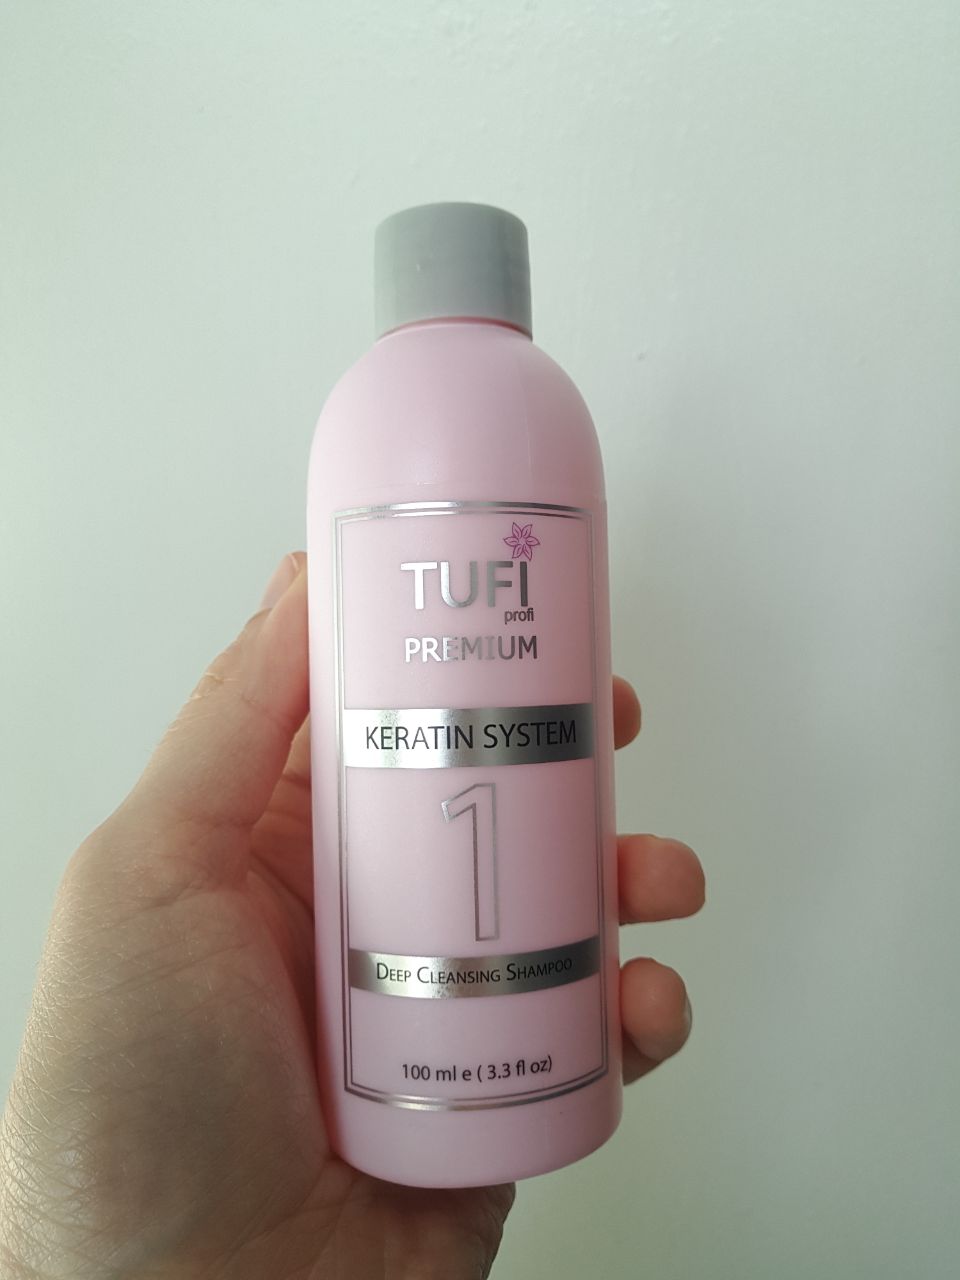 TUFI
profi
PREMIUM
KERATIN SYSTEM
1
Deep Cleansing Shampoo
100 ml e ( 3.3 fl oz)